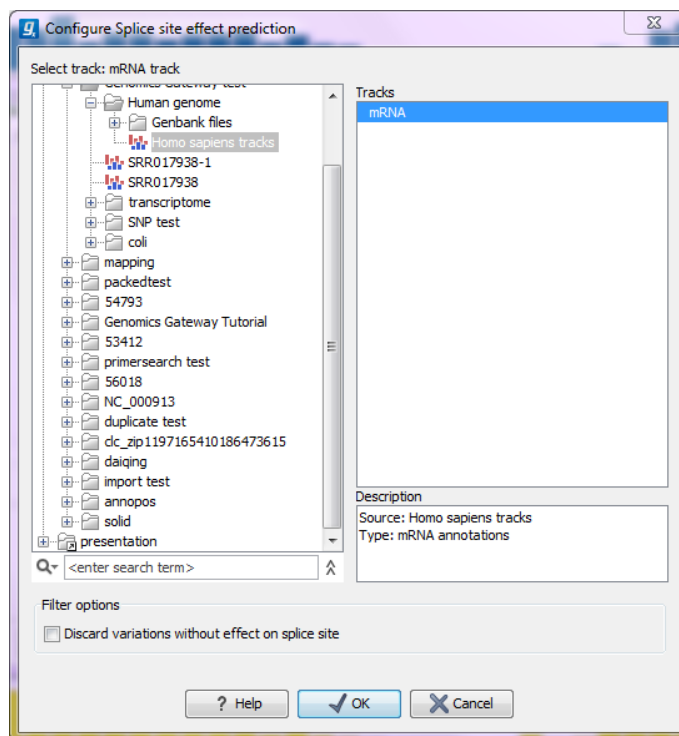 Configure Splice site effect prediction
Select track: mRNA track
Genomics Gateway test
Human genome
Genbank files
Homo sapiens tracks
SRR017938-1
SRR017938
transcriptome
SNP test
coli
mapping
packedtest
54793
Genomics Gateway Tutorial
53412
primersearch test
56018
NC_000913
duplicate test
clc_zip1197165410186473615
daiqing
import test
annopos
solid
presentation
<enter search term>
Tracks
mRNA
Description
Source: Homo sapiens tracks
Type: mRNA annotations
Filter options
Discard variations without effect on splice site
? Help
OK
Cancel